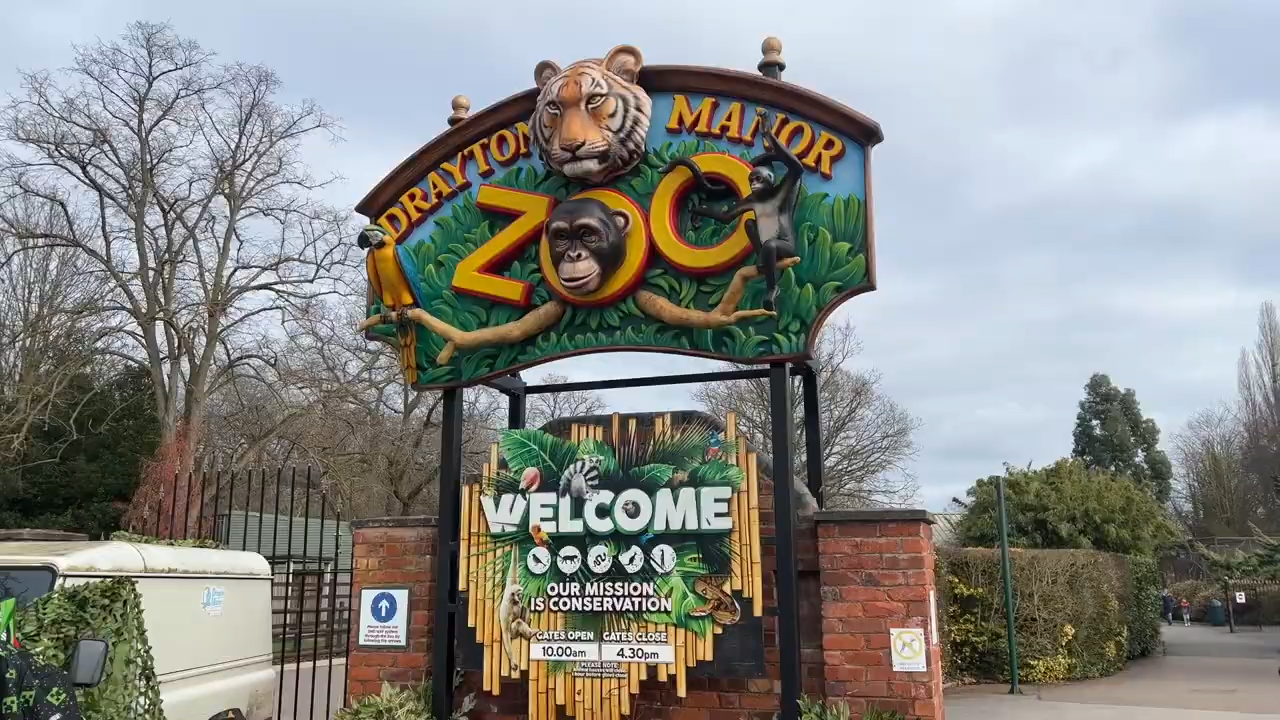 DRAYTON MANOR
ZOO
WELCOME
OUR MISSION
IS CONSERVATION
GATES OPEN
10.00am
GATES CLOSE
4.30pm
PLEASE NOTE